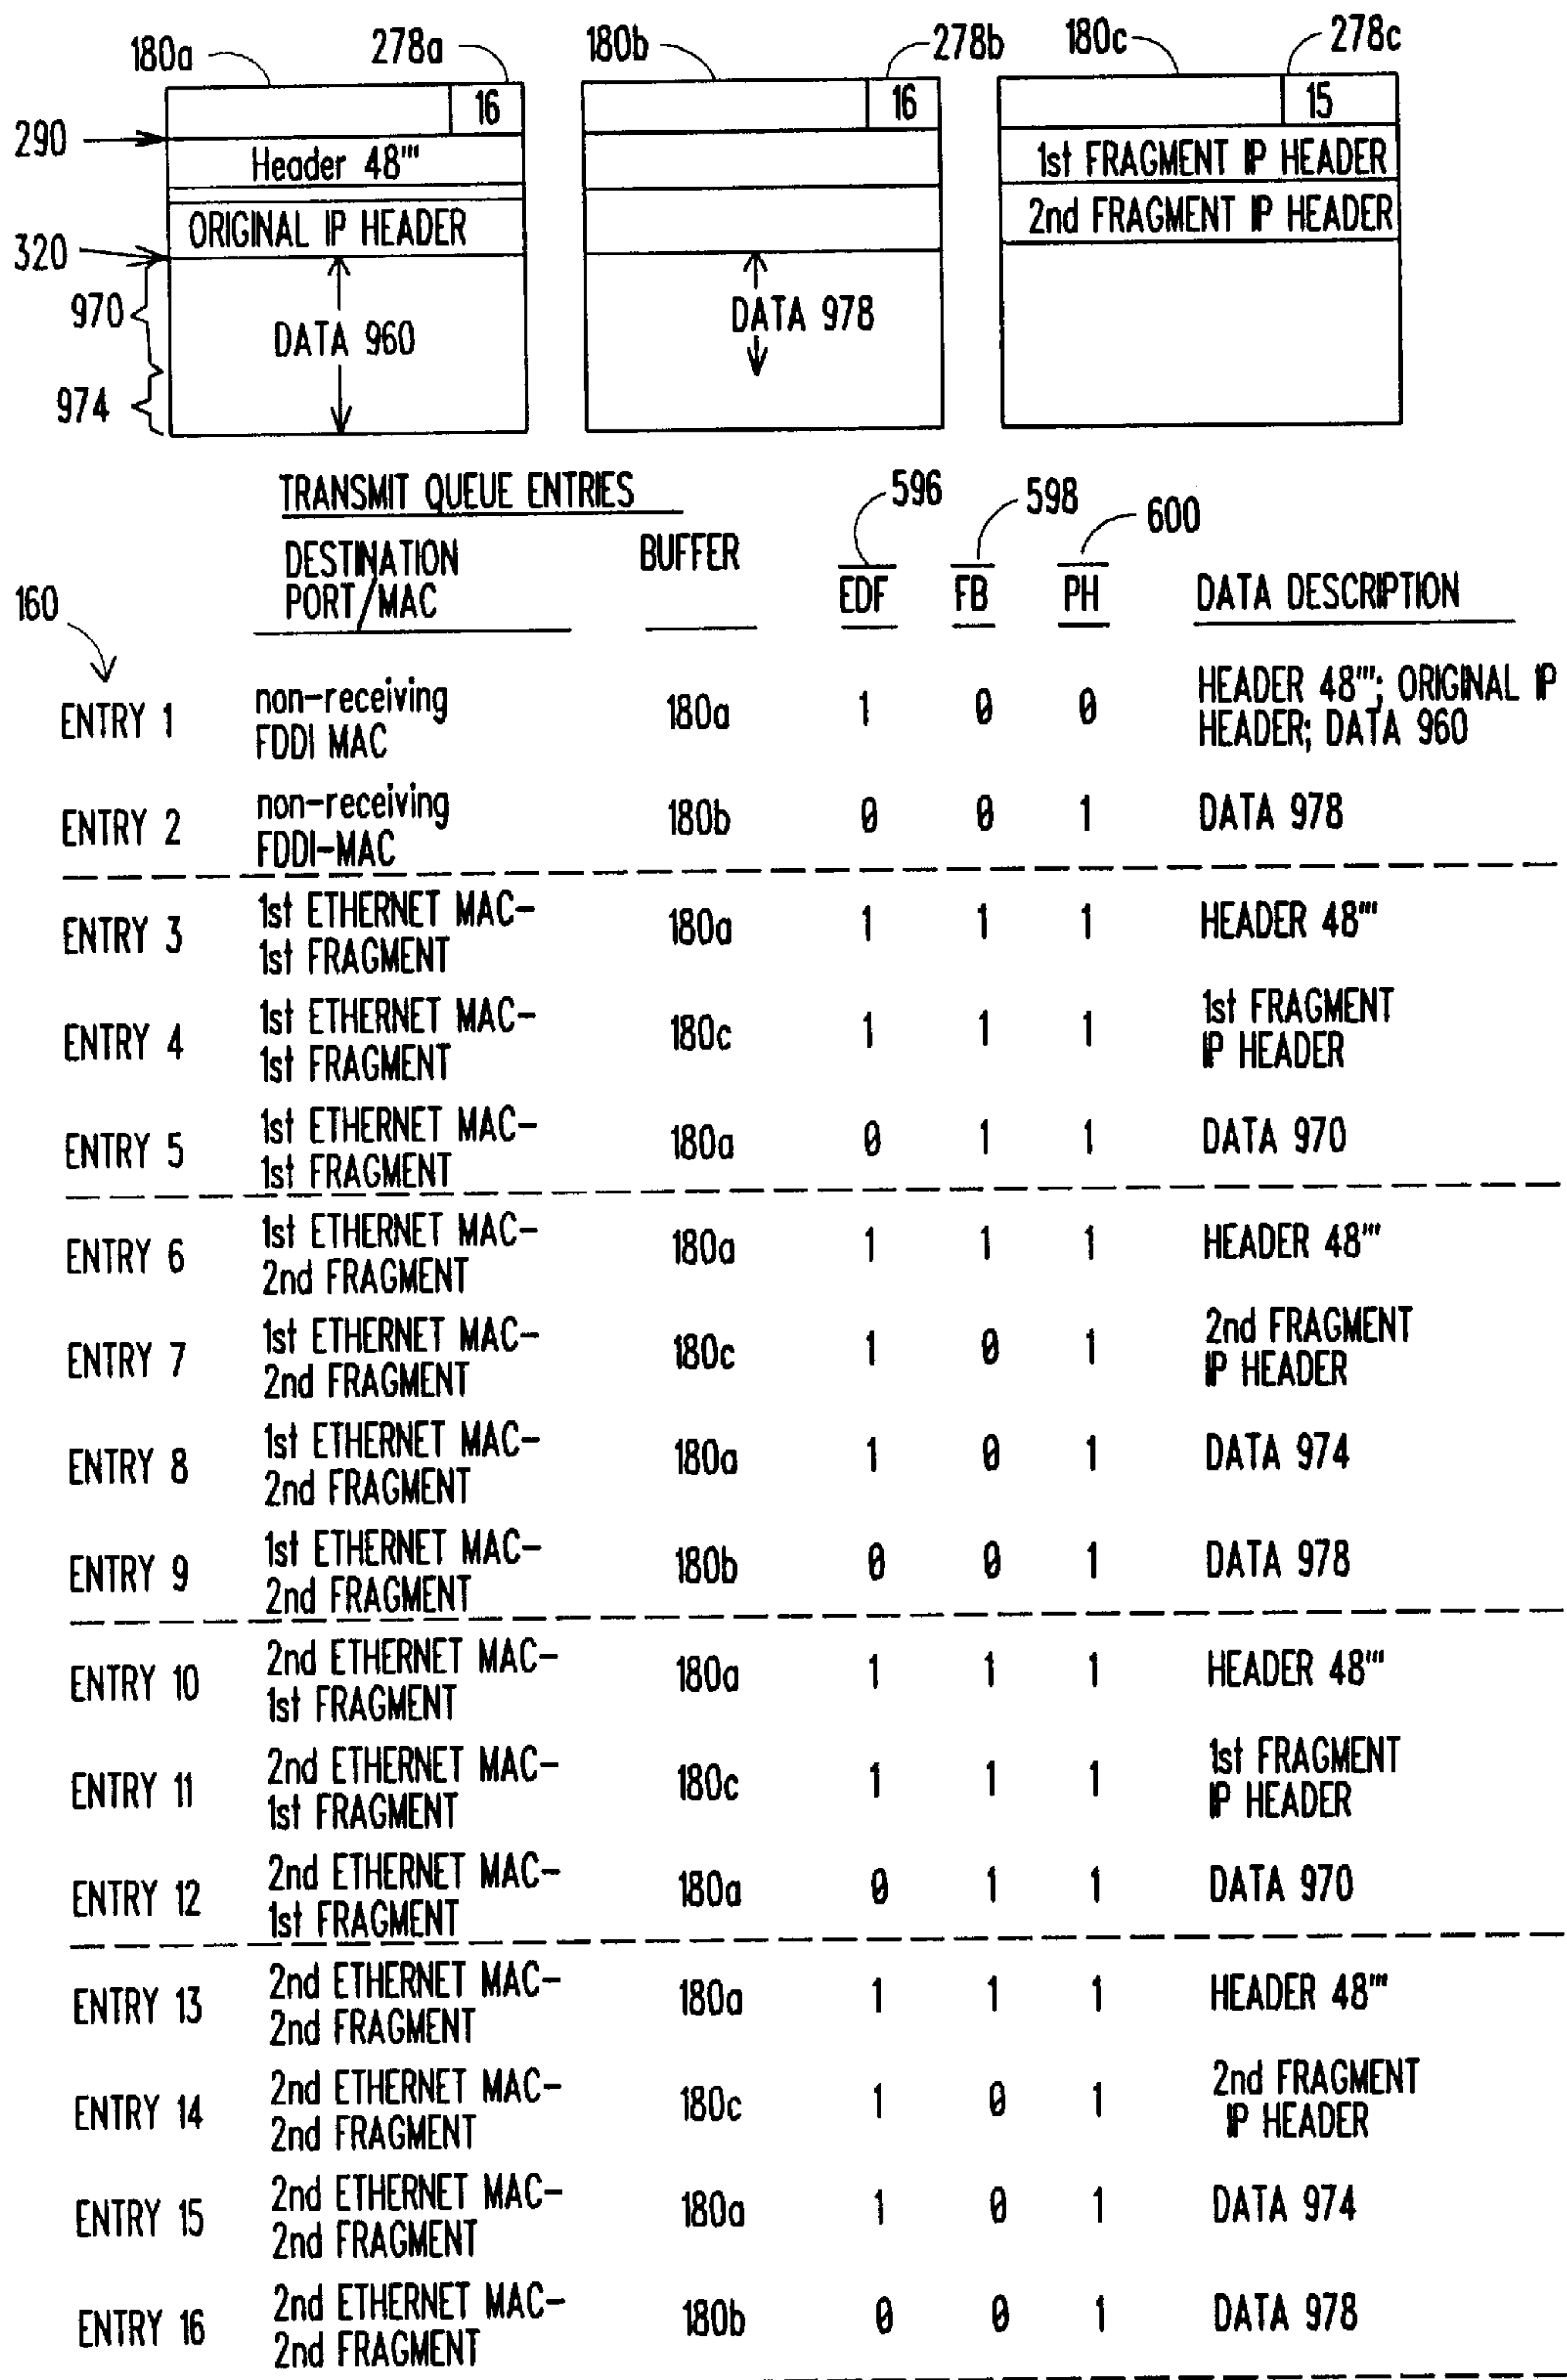 180a 278a 180b 278b 180c 278c
16 16 15
290
Header 48''' 1st FRAGMENT IP HEADER
ORIGINAL IP HEADER 2nd FRAGMENT IP HEADER
320
970 DATA 960 DATA 978
974
TRANSMIT QUEUE ENTRIES 596 598 600
160 DESTINATION PORT/MAC BUFFER EDF FB PH DATA DESCRIPTION
ENTRY 1 non-receiving 180a 1 0 0 HEADER 48'''; ORIGINAL IP
FDDI MAC HEADER; DATA 960
ENTRY 2 non-receiving 180b 0 0 1 DATA 978
FDDI-MAC
ENTRY 3 1st ETHERNET MAC- 180a 1 1 1 HEADER 48'''
1st FRAGMENT
ENTRY 4 1st ETHERNET MAC- 180c 1 1 1 1st FRAGMENT
1st FRAGMENT IP HEADER
ENTRY 5 1st ETHERNET MAC- 180a 0 1 1 DATA 970
1st FRAGMENT
ENTRY 6 1st ETHERNET MAC- 180a 1 1 1 HEADER 48'''
2nd FRAGMENT
ENTRY 7 1st ETHERNET MAC- 180c 1 0 1 2nd FRAGMENT
2nd FRAGMENT IP HEADER
ENTRY 8 1st ETHERNET MAC- 180a 1 0 1 DATA 974
2nd FRAGMENT
ENTRY 9 1st ETHERNET MAC- 180b 0 0 1 DATA 978
2nd FRAGMENT
ENTRY 10 2nd ETHERNET MAC- 180a 1 1 1 HEADER 48'''
1st FRAGMENT
ENTRY 11 2nd ETHERNET MAC- 180c 1 1 1 1st FRAGMENT
1st FRAGMENT IP HEADER
ENTRY 12 2nd ETHERNET MAC- 180a 0 1 1 DATA 970
1st FRAGMENT
ENTRY 13 2nd ETHERNET MAC- 180a 1 1 1 HEADER 48'''
2nd FRAGMENT
ENTRY 14 2nd ETHERNET MAC- 180c 1 0 1 2nd FRAGMENT
2nd FRAGMENT IP HEADER
ENTRY 15 2nd ETHERNET MAC- 180a 1 0 1 DATA 974
2nd FRAGMENT
ENTRY 16 2nd ETHERNET MAC- 180b 0 0 1 DATA 978
2nd FRAGMENT